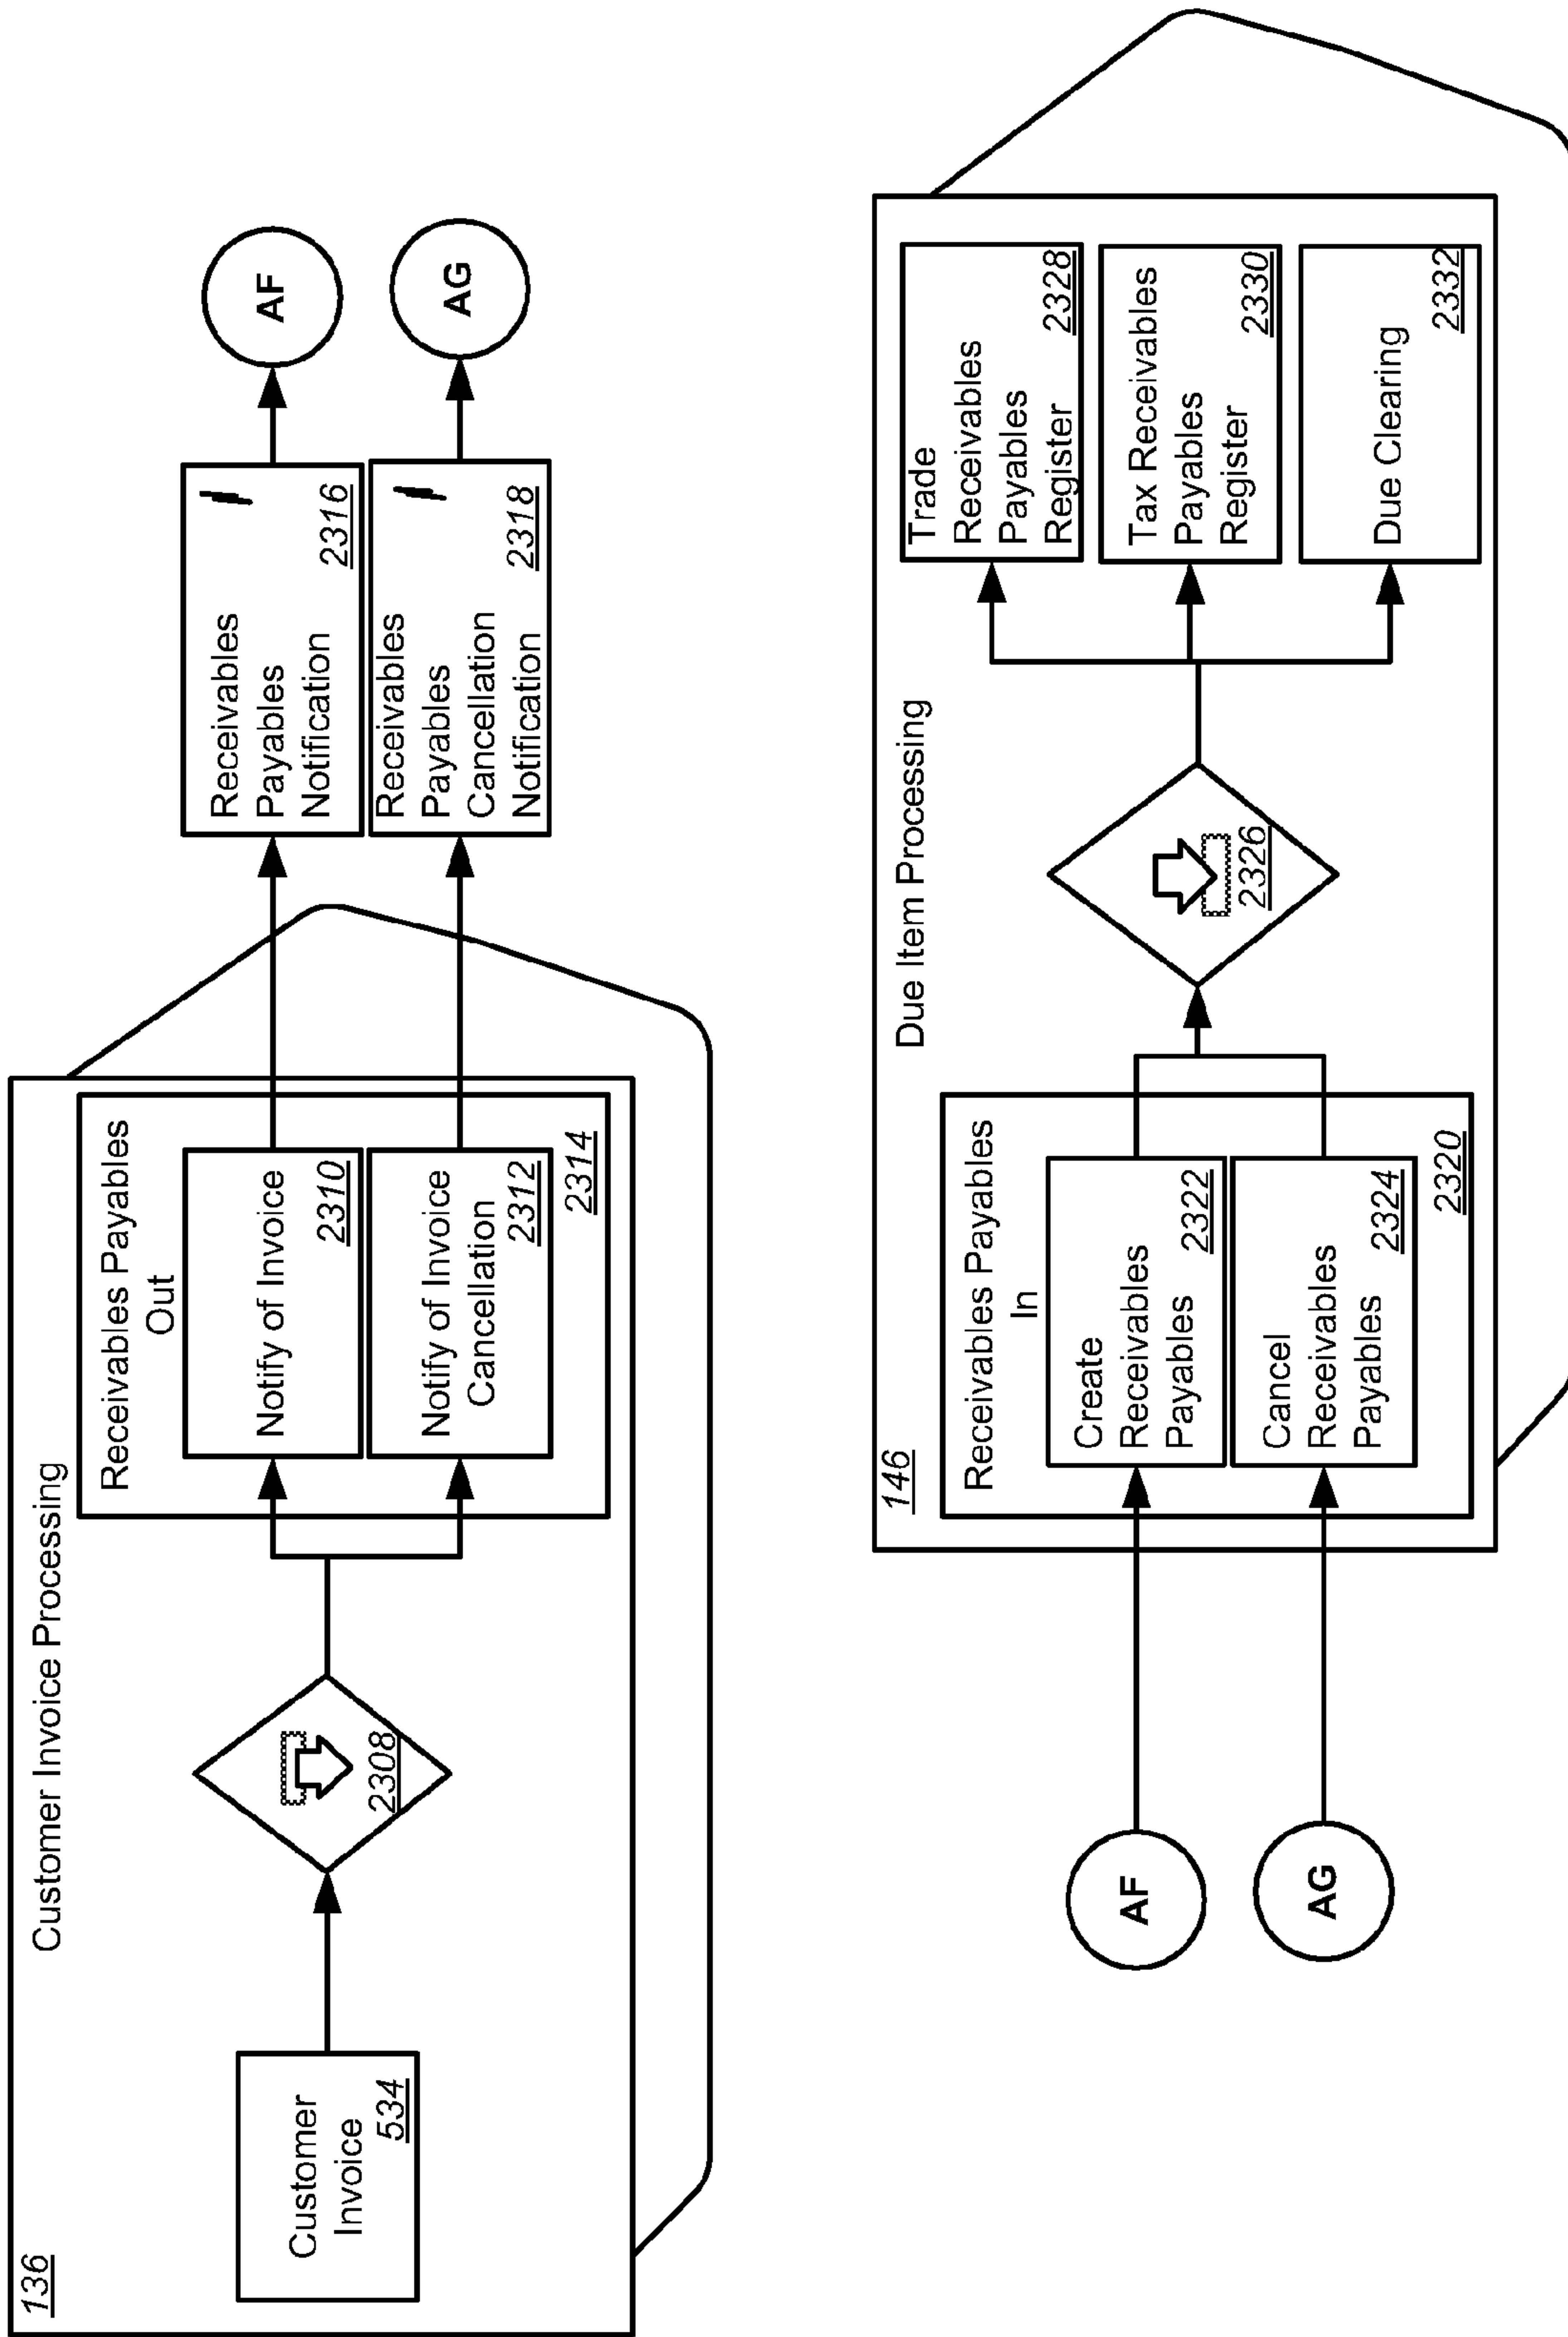 136
Customer Invoice Processing
Customer
Invoice
534
2308
Receivables Payables
Out
Notify of Invoice
2310
Notify of Invoice
Cancellation
2312
2314
Receivables
Payables
Notification
2316
Receivables
Payables
Cancellation
Notification
2318
AF
AG
AF
AG
146
Due Item Processing
Receivables Payables
In
Create
Receivables
Payables
2322
Cancel
Receivables
Payables
2324
2320
2326
Trade
Receivables
Payables
Register
2328
Tax Receivables
Payables
Register
2330
Due Clearing
2332